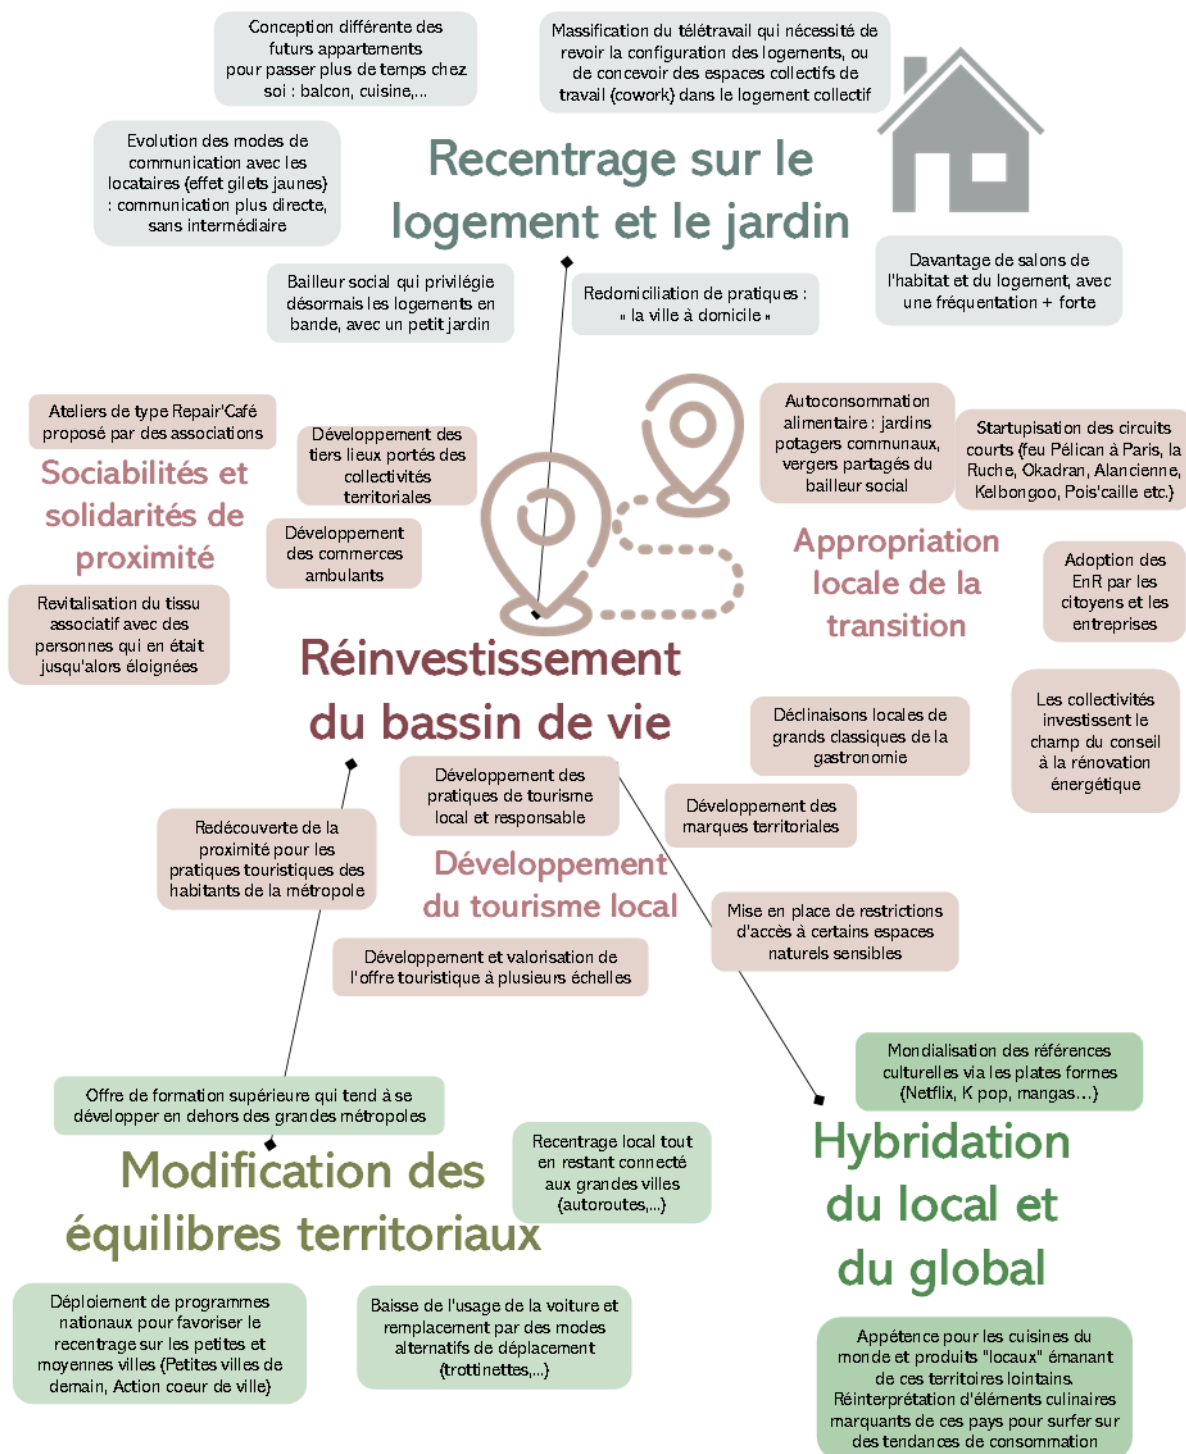 Conception différente des
futurs appartements
pour passer plus de temps chez
soi : balcon, cuisine,...
Massification du télétravail qui nécessité de
revoir la configuration des logements, ou
de concevoir des espaces collectifs de
travail (cowork) dans le logement collectif
Evolution des modes de
communication avec les
locataires (effet gilets jaunes)
: communication plus directe,
sans intermédiaire
Recentrage sur le
logement et le jardin
Bailleur social qui privilégie
désormais les logements en
bande, avec un petit jardin
Redomiciliation de pratiques :
« la ville à domicile »
Davantage de salons de
l'habitat et du logement, avec
une fréquentation + forte
Ateliers de type Repair'Café
proposé par des associations
Sociabilités et
solidarités de
proximité
Développement des
tiers lieux portés des
collectivités
territoriales
Développement
des commerces
ambulants
Revitalisation du tissu
associatif avec des
personnes qui en était
jusqu'alors éloignées
Autoconsommation
alimentaire : jardins
potagers communaux,
vergers partagés du
bailleur social
Startupisation des circuits
courts (feu Pélican à Paris, la
Ruche, Okadran, Alancienne,
Kelbongoo, Pois'caille etc.)
Appropriation
locale de la
transition
Adoption des
EnR par les
citoyens et les
entreprises
Les collectivités
investissent le
champ du conseil
à la rénovation
énergétique
Réinvestissement
du bassin de vie
Déclinaisons locales de
grands classiques de la
gastronomie
Développement des
marques territoriales
Développement des
pratiques de tourisme
local et responsable
Redécouverte de la
proximité pour les
pratiques touristiques des
habitants de la métropole
Développement
du tourisme local
Mise en place de restrictions
d'accès à certains espaces
naturels sensibles
Développement et valorisation de
l'offre touristique à plusieurs échelles
Offre de formation supérieure qui tend à se
développer en dehors des grandes métropoles
Modification des
équilibres territoriaux
Recentrage local tout
en restant connecté
aux grandes villes
(autoroutes,...)
Déploiement de programmes
nationaux pour favoriser le
recentrage sur les petites et
moyennes villes (Petites villes de
demain, Action coeur de ville)
Baisse de l'usage de la voiture et
remplacement par des modes
alternatifs de déplacement
(trottinettes,...)
Mondialisation des références
culturelles via les plates formes
(Netflix, K pop, mangas...)
Hybridation
du local et
du global
Appétence pour les cuisines du
monde et produits "locaux" émanant
de ces territoires lointains.
Réinterprétation d'éléments culinaires
marquants de ces pays pour surfer sur
des tendances de consommation